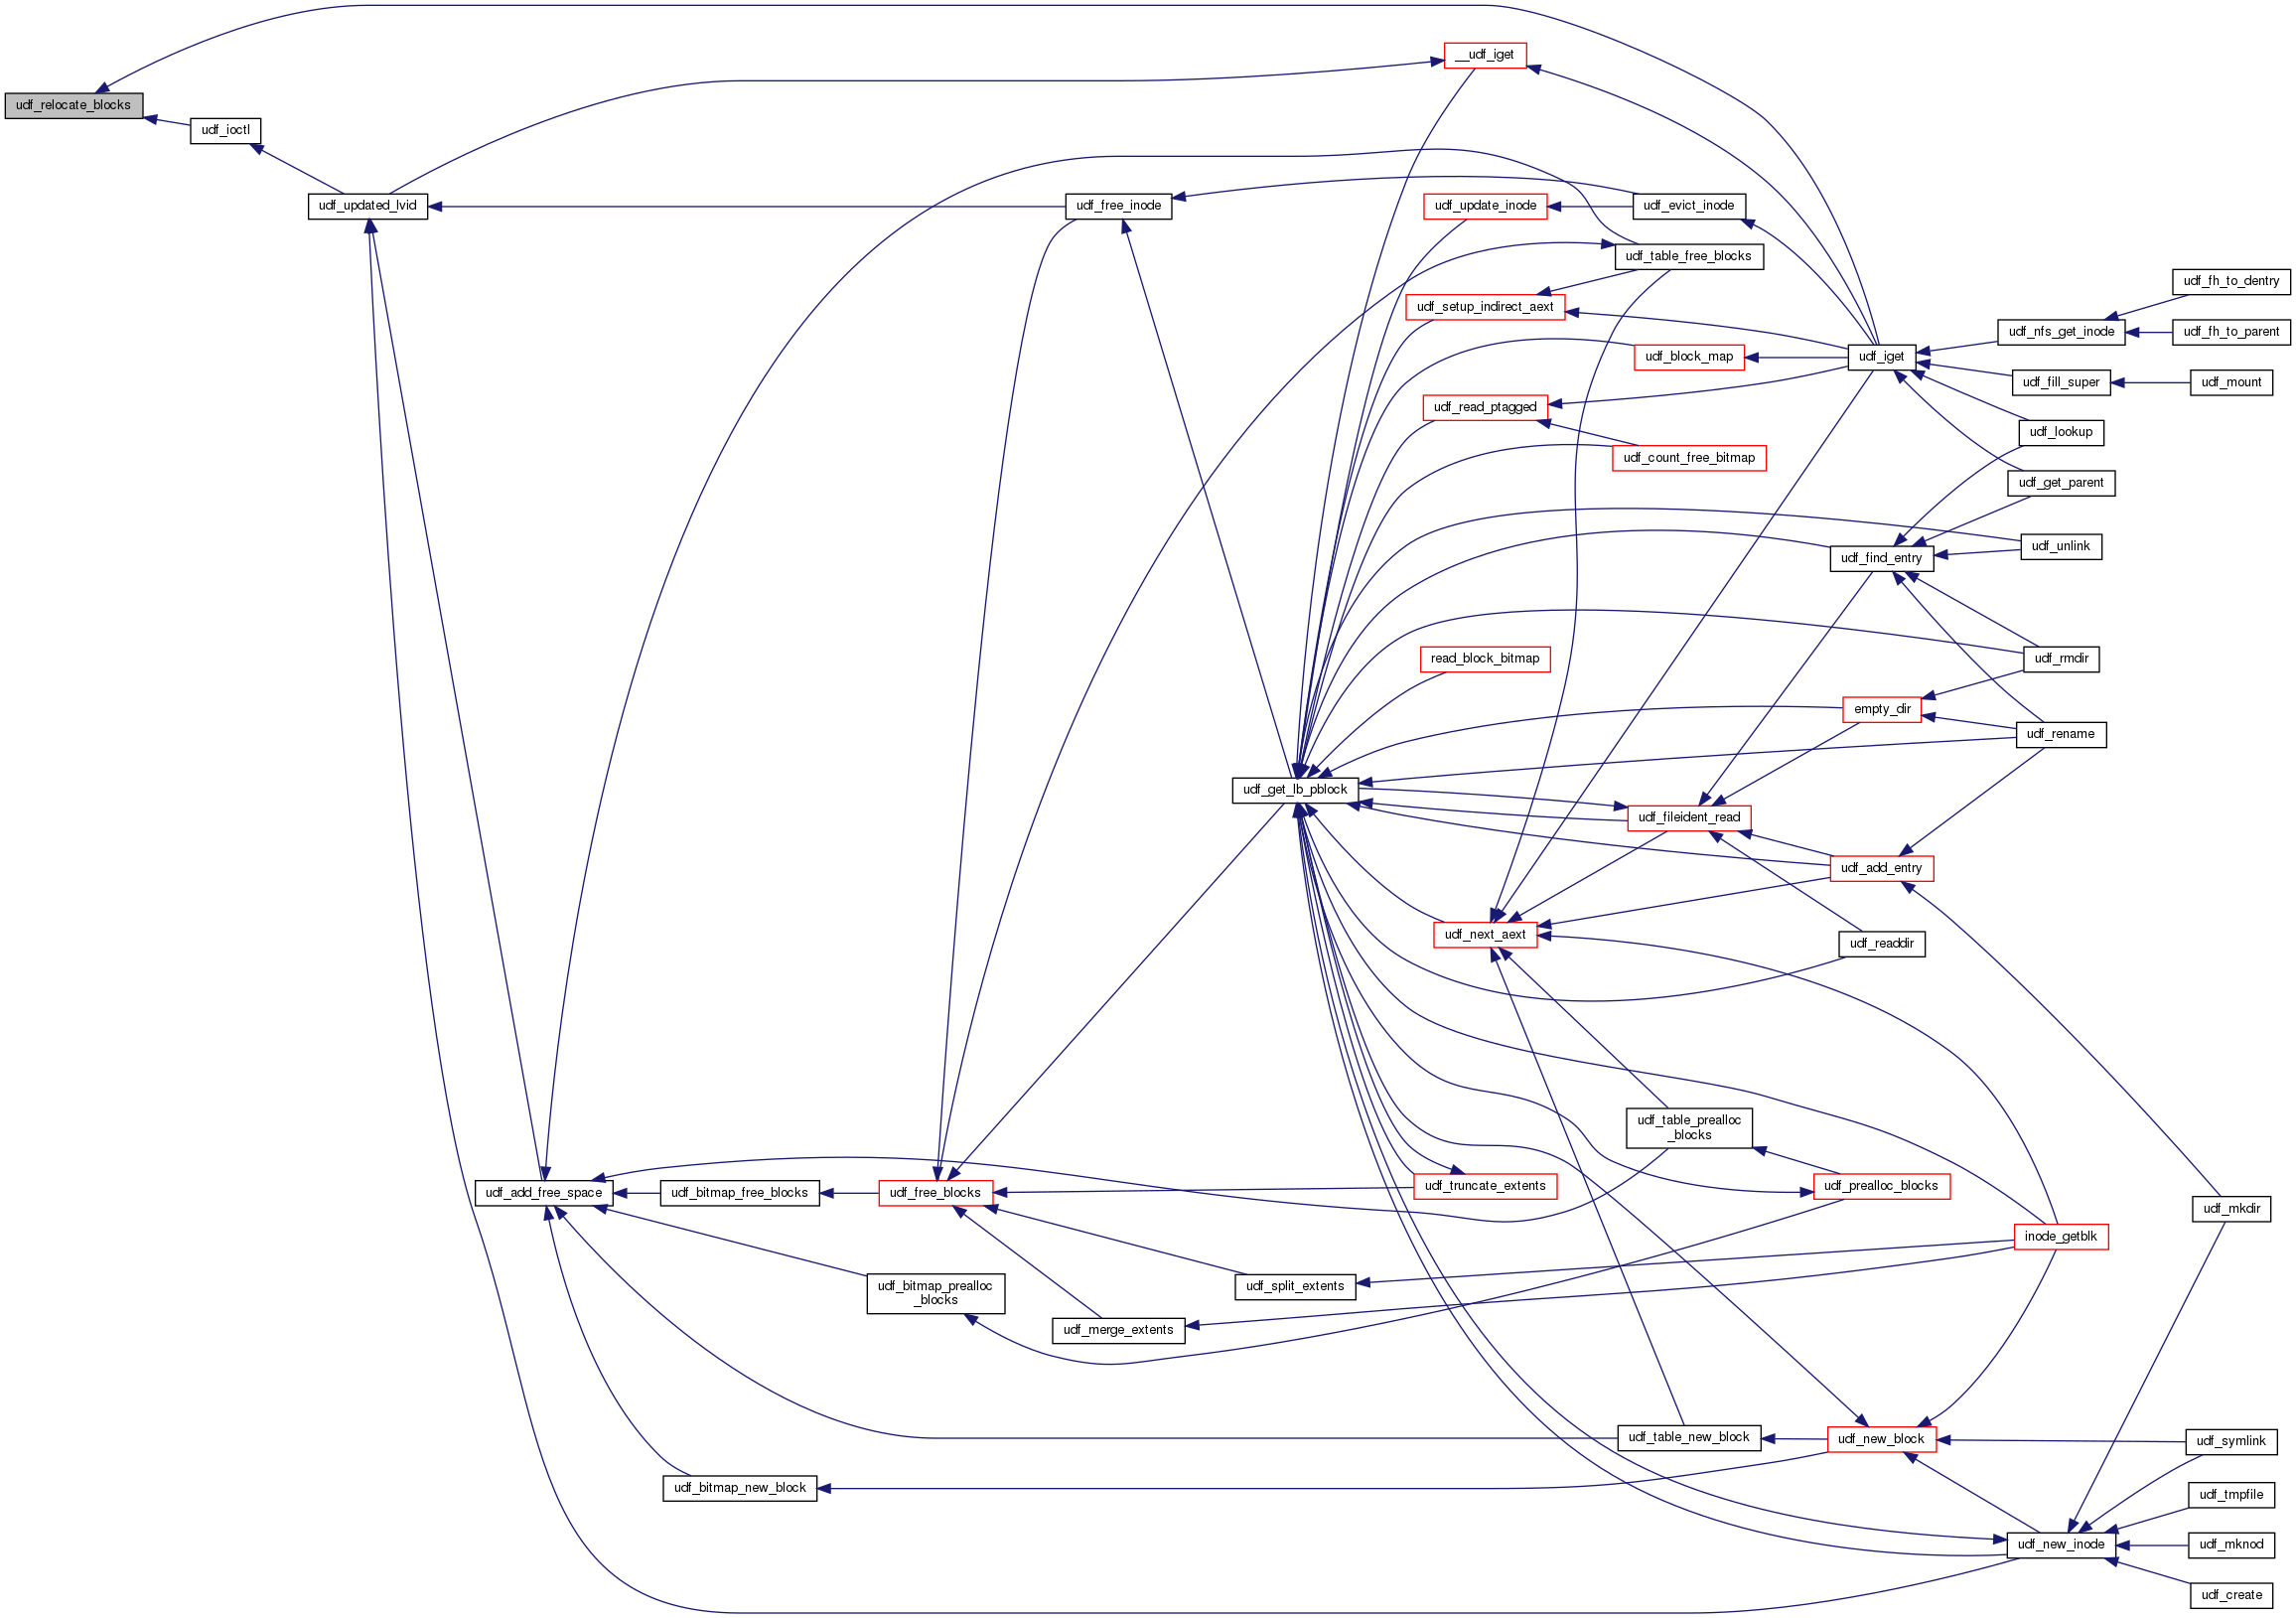 __udf_iget
udf_relocate_blocks
udf_ioctl
udf_updated_lvid
udf_free_inode
udf_update_inode
udf_evict_inode
udf_table_free_blocks
udf_fh_to_dentry
udf_setup_indirect_aext
udf_nfs_get_inode
udf_fh_to_parent
udf_block_map
udf_iget
udf_fill_super
udf_mount
udf_read_ptagged
udf_lookup
udf_count_free_bitmap
udf_get_parent
udf_unlink
udf_find_entry
read_block_bitmap
udf_rmdir
empty_dir
udf_rename
udf_get_lb_pblock
udf_fileident_read
udf_add_entry
udf_next_aext
udf_readdir
udf_table_prealloc
_blocks
udf_add_free_space
udf_bitmap_free_blocks
udf_free_blocks
udf_truncate_extents
udf_prealloc_blocks
udf_mkdir
inode_getblk
udf_bitmap_prealloc
_blocks
udf_split_extents
udf_merge_extents
udf_table_new_block
udf_new_block
udf_symlink
udf_bitmap_new_block
udf_tmpfile
udf_new_inode
udf_mknod
udf_create